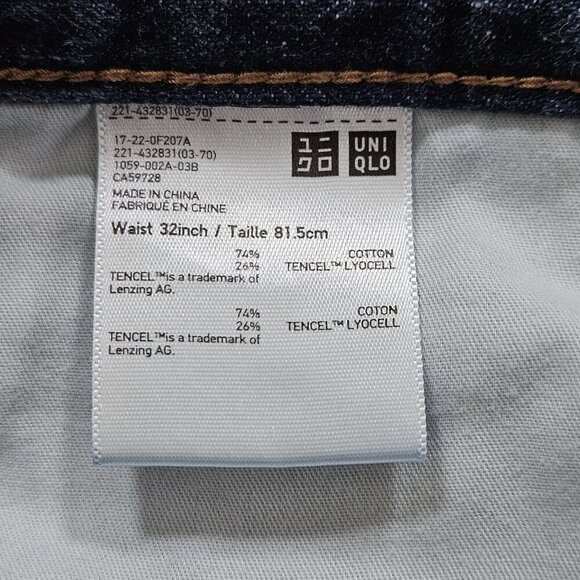 221-432831(03-70)
17-22-0F207A
221-432831(03-70)
1059-002A-03B
CA59728
ユニクロ
UNIQLO
MADE IN CHINA
FABRIQUÉ EN CHINE
Waist 32inch / Taille 81.5cm
74% COTTON
26% TENCEL™ LYOCELL
TENCEL™is a trademark of
Lenzing AG.
74% COTON
26% TENCEL™ LYOCELL
TENCEL™is a trademark of
Lenzing AG.